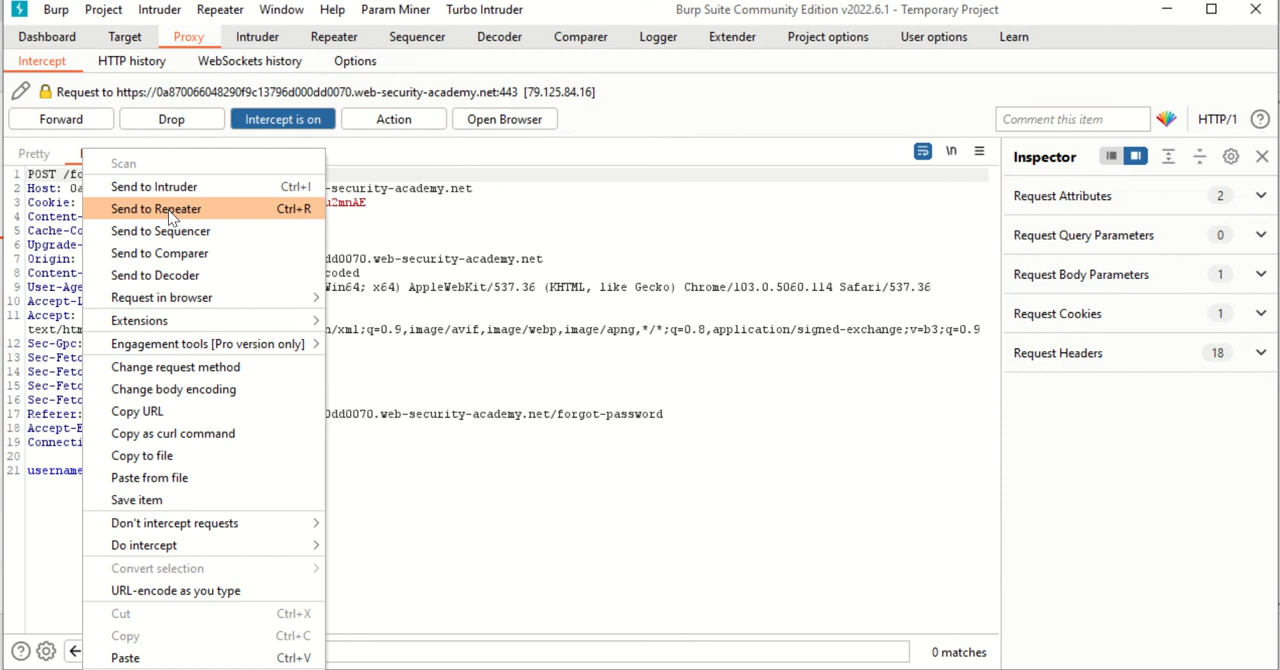 Burp Project Intruder Repeater Window Help Param Miner Turbo Intruder Burp Suite Community Edition v2022.6.1 - Temporary Project
Dashboard Target Proxy Intruder Repeater Sequencer Decoder Comparer Logger Extender Project options User options Learn
Intercept HTTP history WebSockets history Options
Request to https://0a870066048290f9c13796d000dd0070.web-security-academy.net:443 [79.125.84.16]
Forward Drop Intercept is on Action Open Browser Comment this item HTTP/1 ?
Pretty \n
Inspector
Request Attributes 2
Request Query Parameters 0
Request Body Parameters 1
Request Cookies 1
Request Headers 18
Scan
Send to Intruder Ctrl+I
Send to Repeater Ctrl+R
Send to Sequencer
Send to Comparer
Send to Decoder
Request in browser
Extensions
Engagement tools [Pro version only]
Change request method
Change body encoding
Copy URL
Copy as curl command
Copy to file
Paste from file
Save item
Don't intercept requests
Do intercept
Convert selection
URL-encode as you type
Cut Ctrl+X
Copy Ctrl+C
Paste Ctrl+V
1 POST /fo
2 Host: 0a -security-academy.net
3 Cookie: u2mnAE
4 Content-
5 Cache-Co
6 Upgrade-
7 Origin: dd0070.web-security-academy.net
8 Content- coded
9 User-Age Win64; x64) AppleWebKit/537.36 (KHTML, like Gecko) Chrome/103.0.5060.114 Safari/537.36
10 Accept-L
11 Accept:
text/htm n/xml;q=0.9,image/avif,image/webp,image/apng,*/*;q=0.8,application/signed-exchange;v=b3;q=0.9
12 Sec-Gpc:
13 Sec-Fetc
14 Sec-Fetc
15 Sec-Fetc
16 Sec-Fetc
17 Referer: 0dd0070.web-security-academy.net/forgot-password
18 Accept-E
19 Connecti
20
21 username
? 0 matches